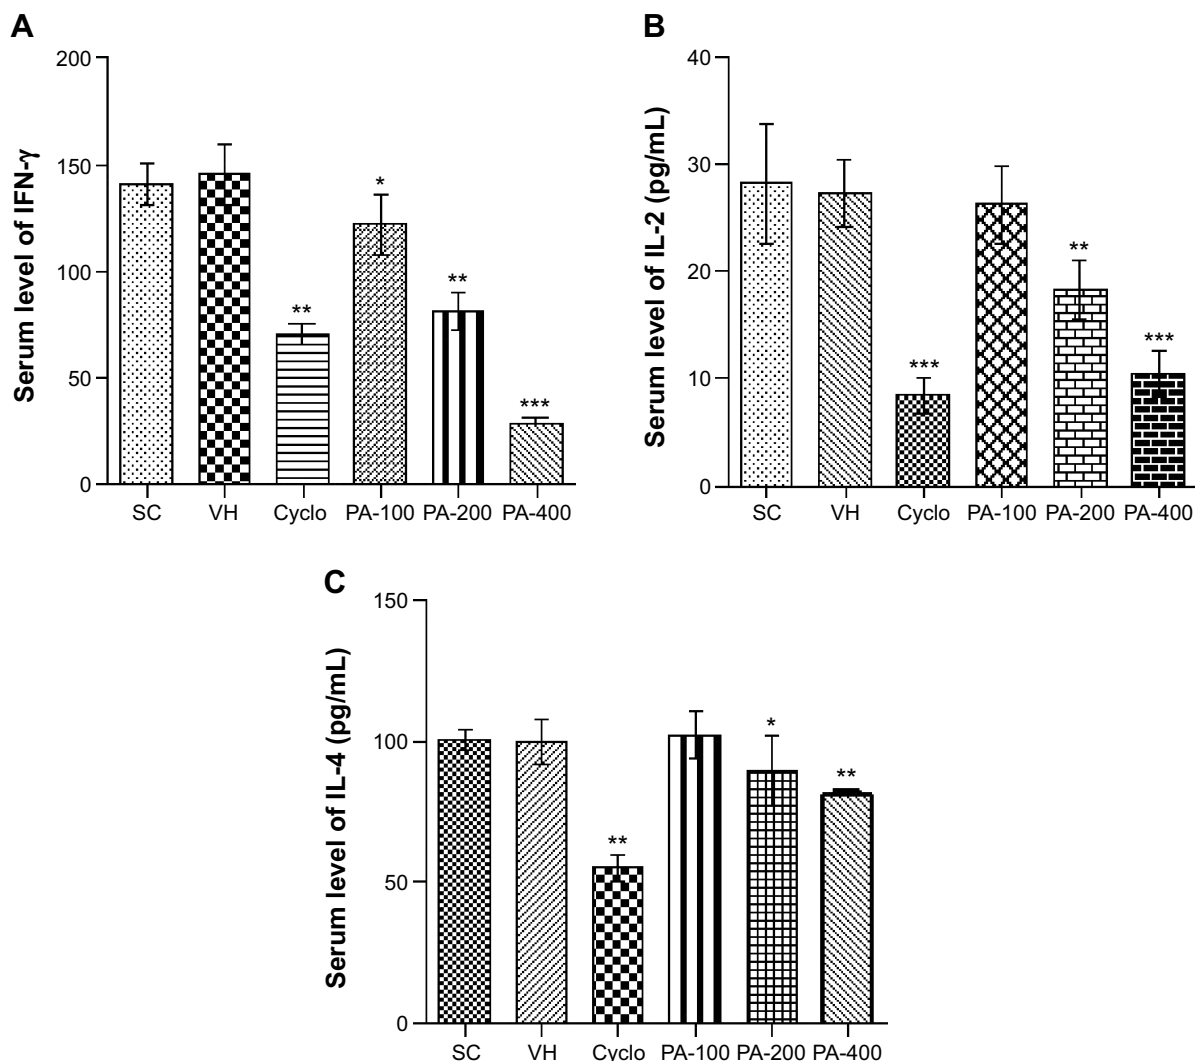 A
Serum level of IFN-γ
200
150
100
50
0
*
**
**
***
SC VH Cyclo PA-100 PA-200 PA-400
B
Serum level of IL-2 (pg/mL)
40
30
20
10
0
**
***
***
SC VH Cyclo PA-100 PA-200 PA-400
C
Serum level of IL-4 (pg/mL)
150
100
50
0
*
**
**
SC VH Cyclo PA-100 PA-200 PA-400